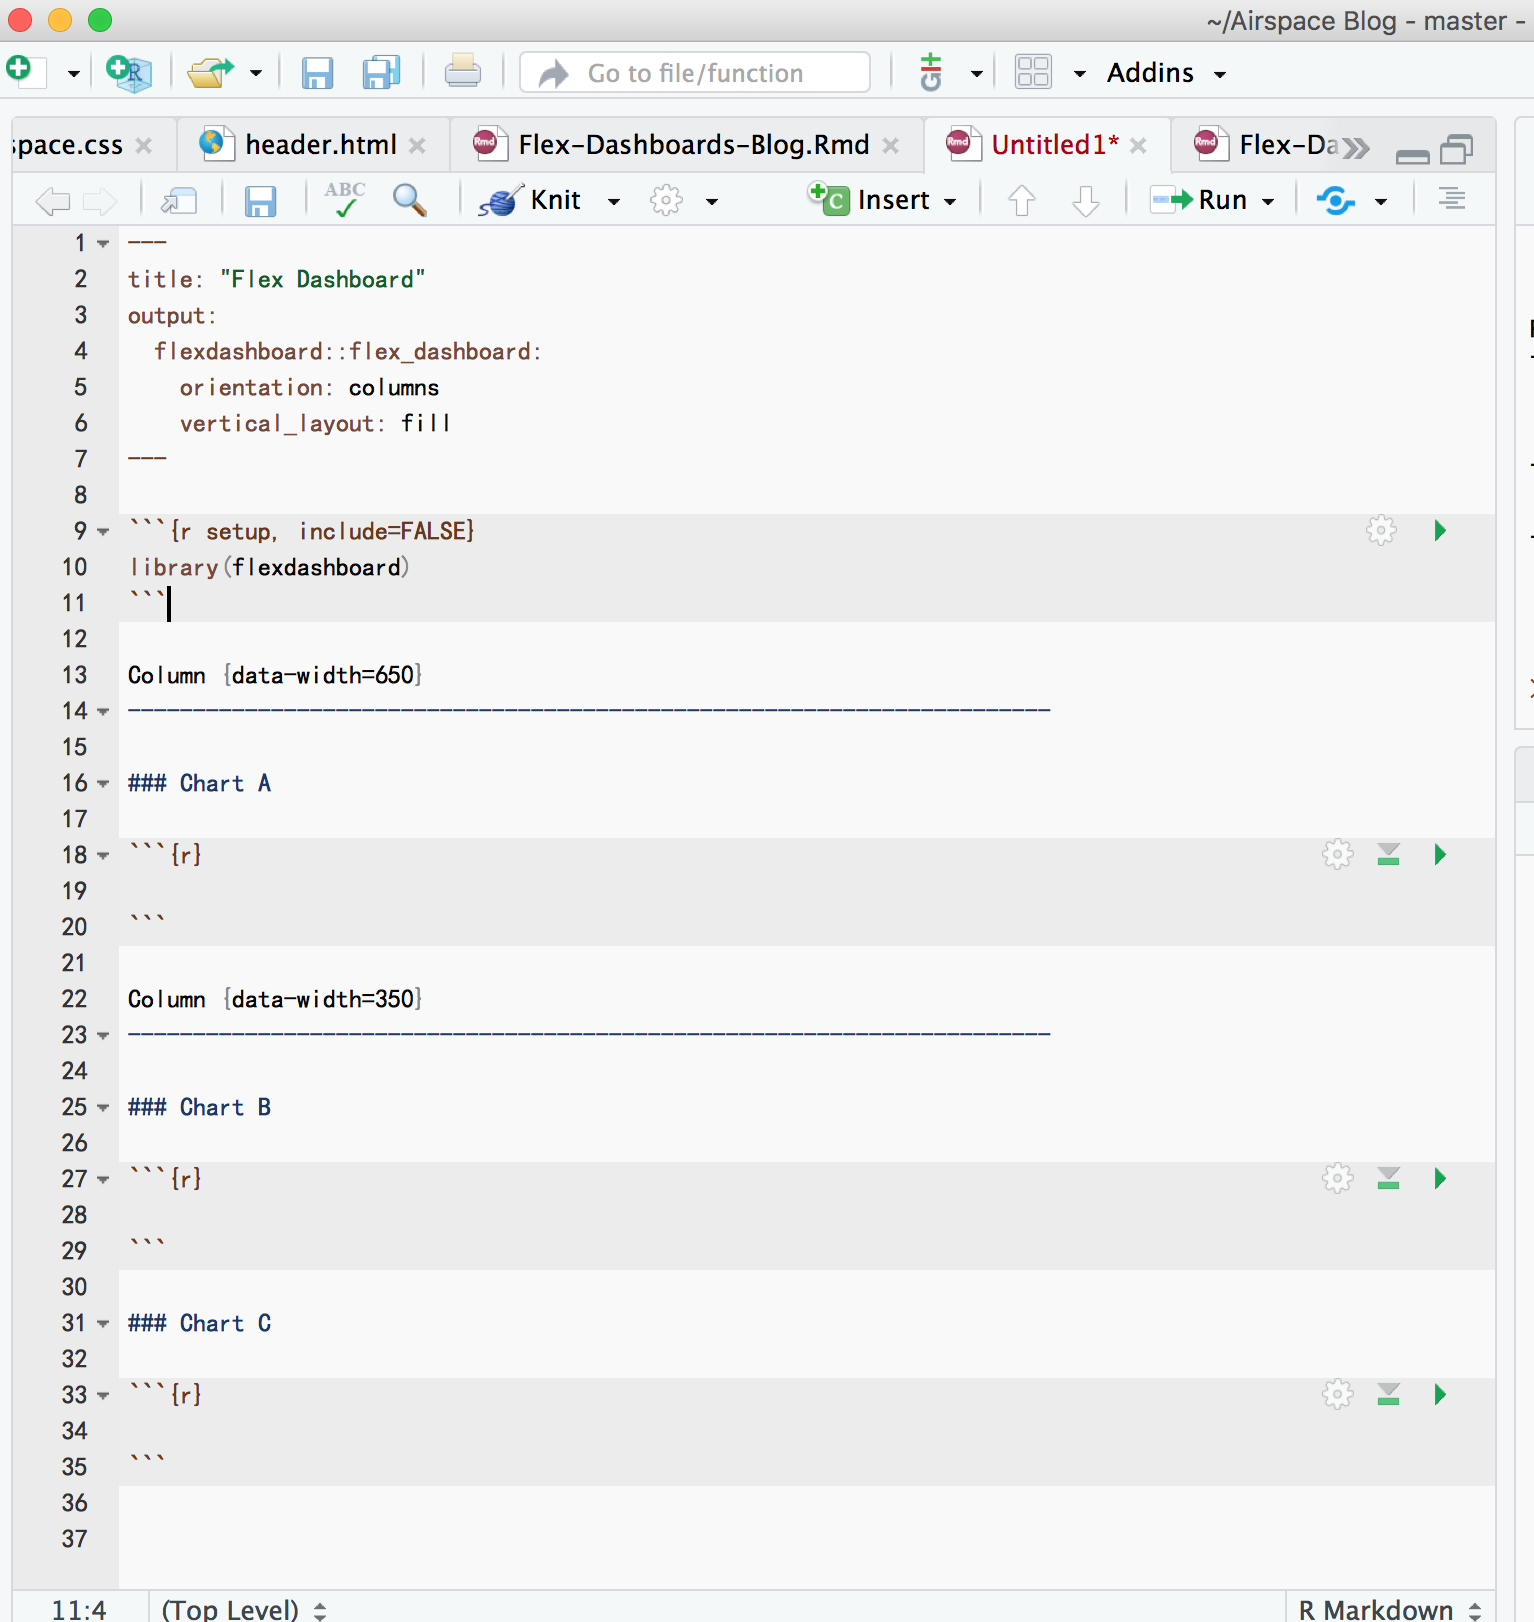 ~/Airspace Blog - master -
Go to file/function
Addins
space.css
header.html
Flex-Dashboards-Blog.Rmd
Untitled1*
Flex-Da
ABC
Knit
Insert
Run
1 ---
2 title: "Flex Dashboard"
3 output:
4 flexdashboard::flex_dashboard:
5 orientation: columns
6 vertical_layout: fill
7 ---
8
9 ```{r setup, include=FALSE}
10 library(flexdashboard)
11 ```
12
13 Column {data-width=650}
14 -----------------------------------------------------------------------
15
16 ### Chart A
17
18 ```{r}
19
20 ```
21
22 Column {data-width=350}
23 -----------------------------------------------------------------------
24
25 ### Chart B
26
27 ```{r}
28
29 ```
30
31 ### Chart C
32
33 ```{r}
34
35 ```
36
37
11:4
(Top Level)
R Markdown